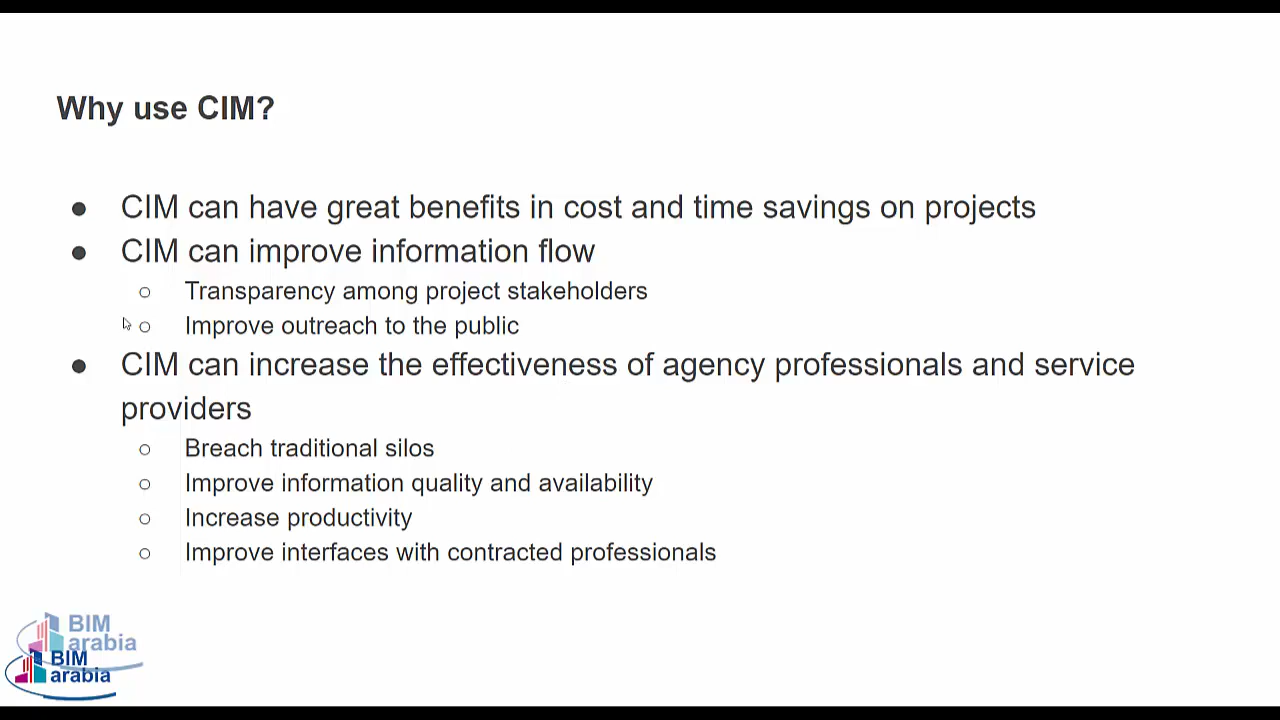 Why use CIM?
● CIM can have great benefits in cost and time savings on projects
● CIM can improve information flow
○ Transparency among project stakeholders
○ Improve outreach to the public
● CIM can increase the effectiveness of agency professionals and service
providers
○ Breach traditional silos
○ Improve information quality and availability
○ Increase productivity
○ Improve interfaces with contracted professionals
BIM
arabia
BIM
arabia